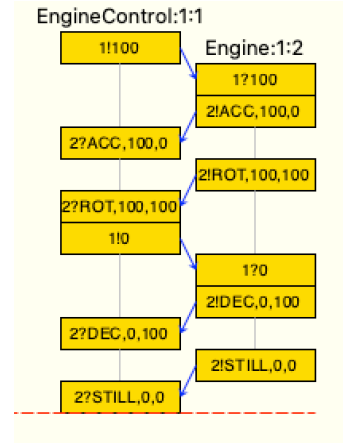 EngineControl:1:1
1!100
Engine:1:2
1?100
2!ACC,100,0
2?ACC,100,0
2!ROT,100,100
2?ROT,100,100
1!0
1?0
2!DEC,0,100
2?DEC,0,100
2!STILL,0,0
2?STILL,0,0